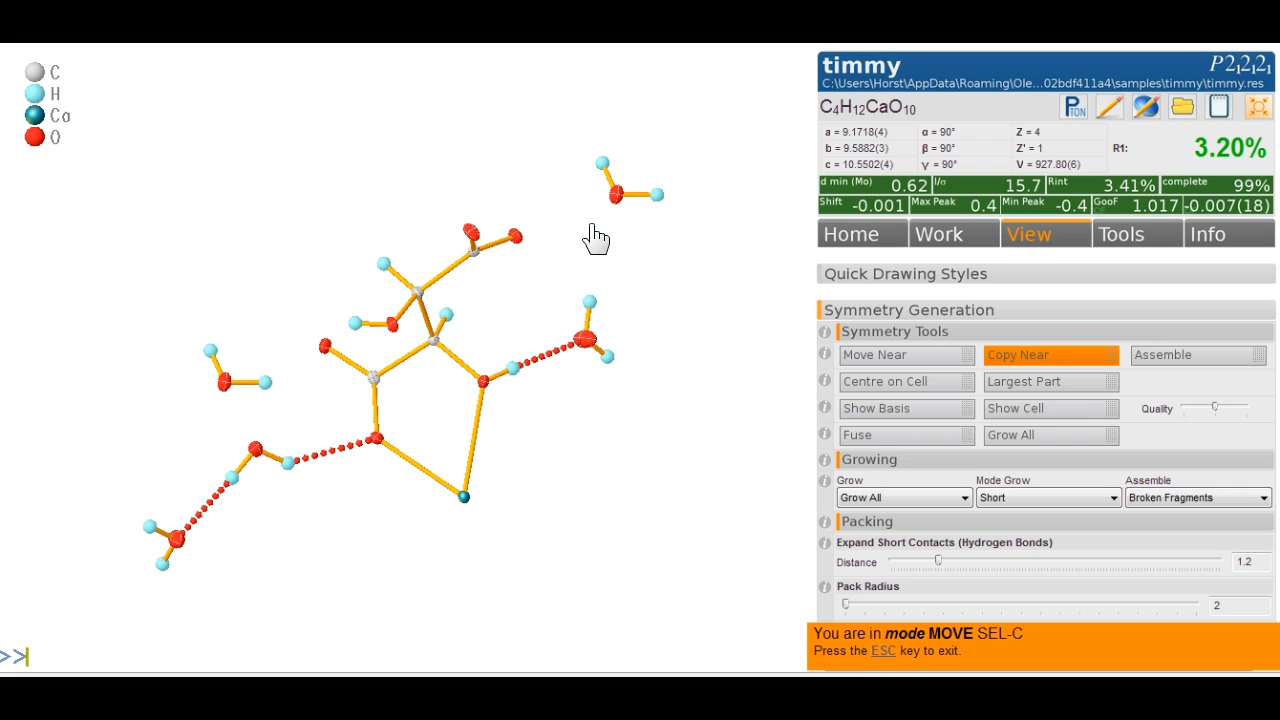 C
H
Ca
O
>>
timmy P2₁2₁2₁
C:\Users\Horst\AppData\Roaming\Ole...02bdf411a4\samples\timmy\timmy.res
C₄H₁₂CaO₁₀ PTON
a = 9.1718(4) α = 90° Z = 4
b = 9.5882(3) β = 90° Z' = 1 R1: 3.20%
c = 10.5502(4) γ = 90° V = 927.80(6)
d min (Mo) 0.62 I/σ 15.7 Rint 3.41% complete 99%
Shift -0.001 Max Peak 0.4 Min Peak -0.4 GooF 1.017 -0.007(18)
Home Work View Tools Info
Quick Drawing Styles
Symmetry Generation
Symmetry Tools
Move Near Copy Near Assemble
Centre on Cell Largest Part
Show Basis Show Cell Quality
Fuse Grow All
Growing
Grow Mode Grow Assemble
Grow All Short Broken Fragments
Packing
Expand Short Contacts (Hydrogen Bonds)
Distance 1.2
Pack Radius
2
You are in mode MOVE SEL-C
Press the ESC key to exit.